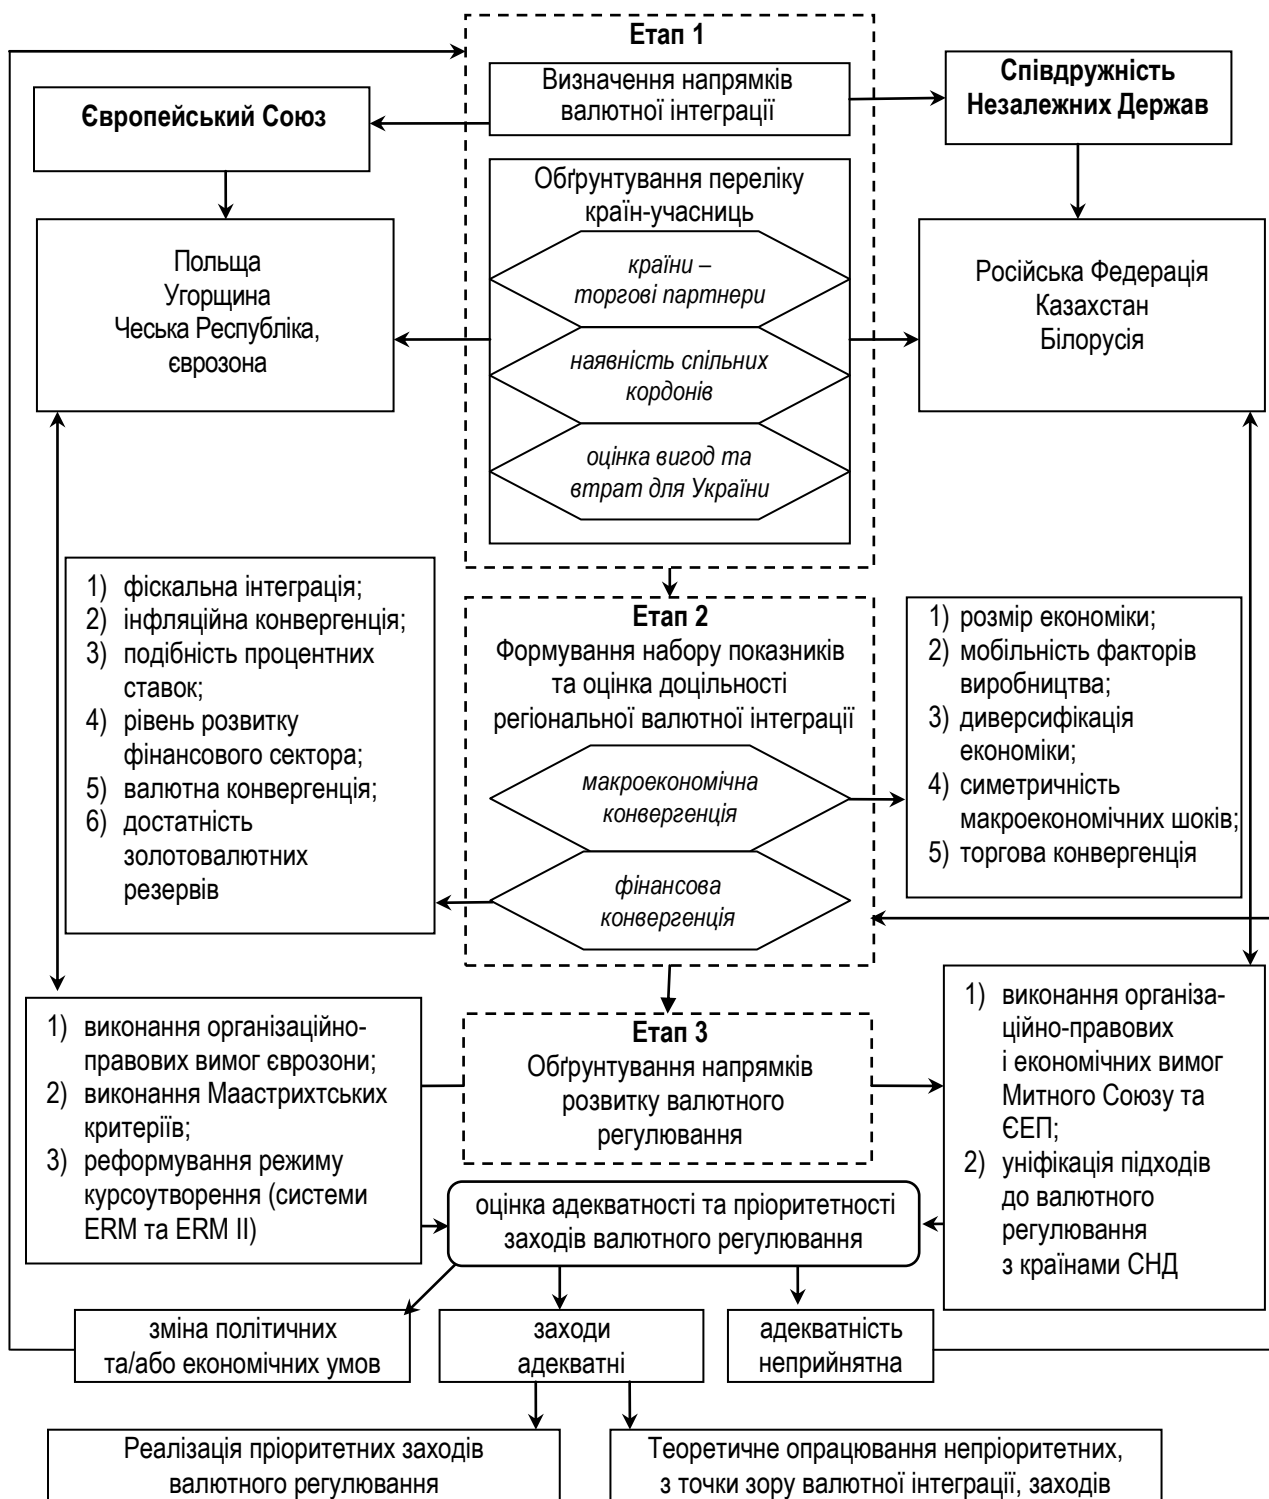 Етап 1
Визначення напрямків
валютної інтеграції
Європейський Союз
Співдружність
Незалежних Держав
Обґрунтування переліку
країн-учасниць
країни –
торгові партнери
наявність спільних
кордонів
оцінка вигод та
втрат для України
Польща
Угорщина
Чеська Республіка,
єврозона
Російська Федерація
Казахстан
Білорусія
1) фіскальна інтеграція;
2) інфляційна конвергенція;
3) подібність процентних
ставок;
4) рівень розвитку
фінансового сектора;
5) валютна конвергенція;
6) достатність
золотовалютних
резервів
Етап 2
Формування набору показників
та оцінка доцільності
регіональної валютної інтеграції
макроекономічна
конвергенція
фінансова
конвергенція
1) розмір економіки;
2) мобільність факторів
виробництва;
3) диверсифікація
економіки;
4) симетричність
макроекономічних шоків;
5) торгова конвергенція
1) виконання організаційно-
правових вимог єврозони;
2) виконання Маастрихтських
критеріїв;
3) реформування режиму
курсоутворення (системи
ERM та ERM II)
Етап 3
Обґрунтування напрямків
розвитку валютного
регулювання
1) виконання організа-
ційно-правових
і економічних вимог
Митного Союзу та
ЄЕП;
2) уніфікація підходів
до валютного
регулювання
з країнами СНД
оцінка адекватності та пріоритетності
заходів валютного регулювання
зміна політичних
та/або економічних умов
заходи
адекватні
адекватність
неприйнятна
Реалізація пріоритетних заходів
валютного регулювання
Теоретичне опрацювання непріоритетних,
з точки зору валютної інтеграції, заходів